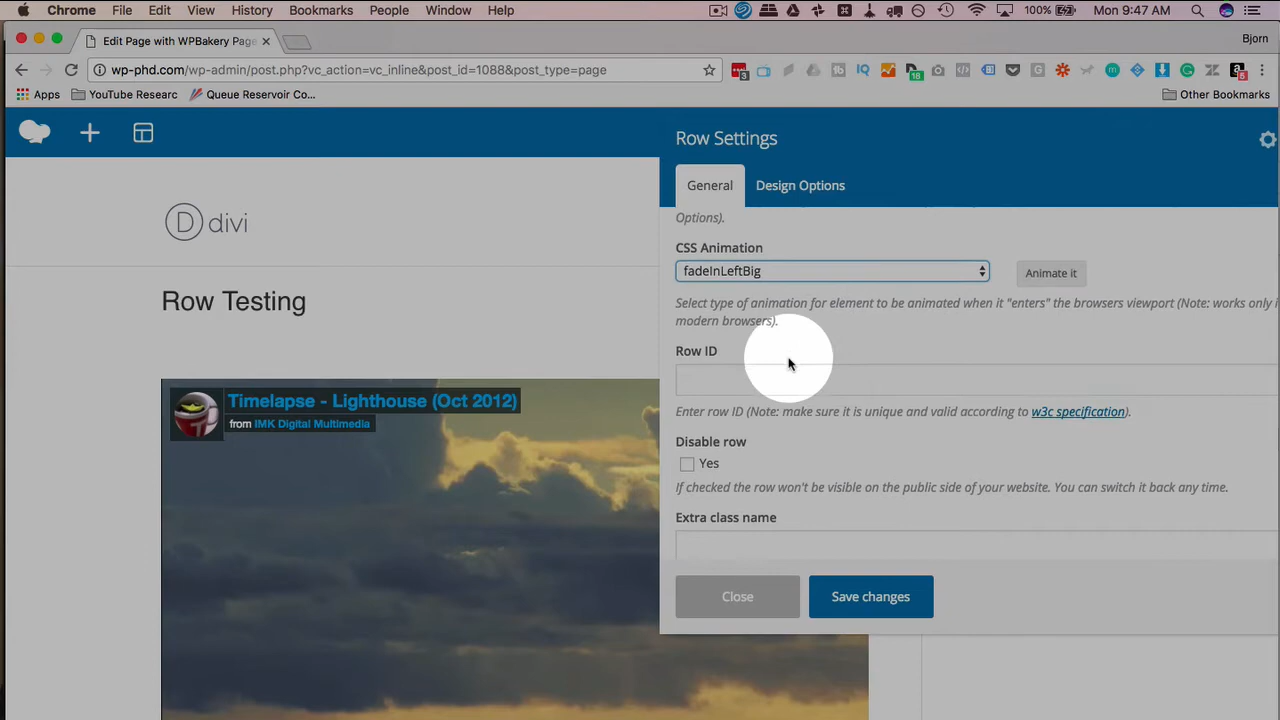 Chrome File Edit View History Bookmarks People Window Help 100% Mon 9:47 AM
Edit Page with WPBakery Page Bjorn
wp-phd.com/wp-admin/post.php?vc_action=vc_inline&post_id=1088&post_type=page
Apps YouTube Researc Queue Reservoir Co... Other Bookmarks
Row Settings
General Design Options
D divi
Options).
CSS Animation
fadeInLeftBig Animate it
Select type of animation for element to be animated when it "enters" the browsers viewport (Note: works only i
modern browsers).
Row Testing
Row ID
Enter row ID (Note: make sure it is unique and valid according to w3c specification).
Timelapse - Lighthouse (Oct 2012)
from IMK Digital Multimedia
Disable row
Yes
If checked the row won't be visible on the public side of your website. You can switch it back any time.
Extra class name
Close Save changes